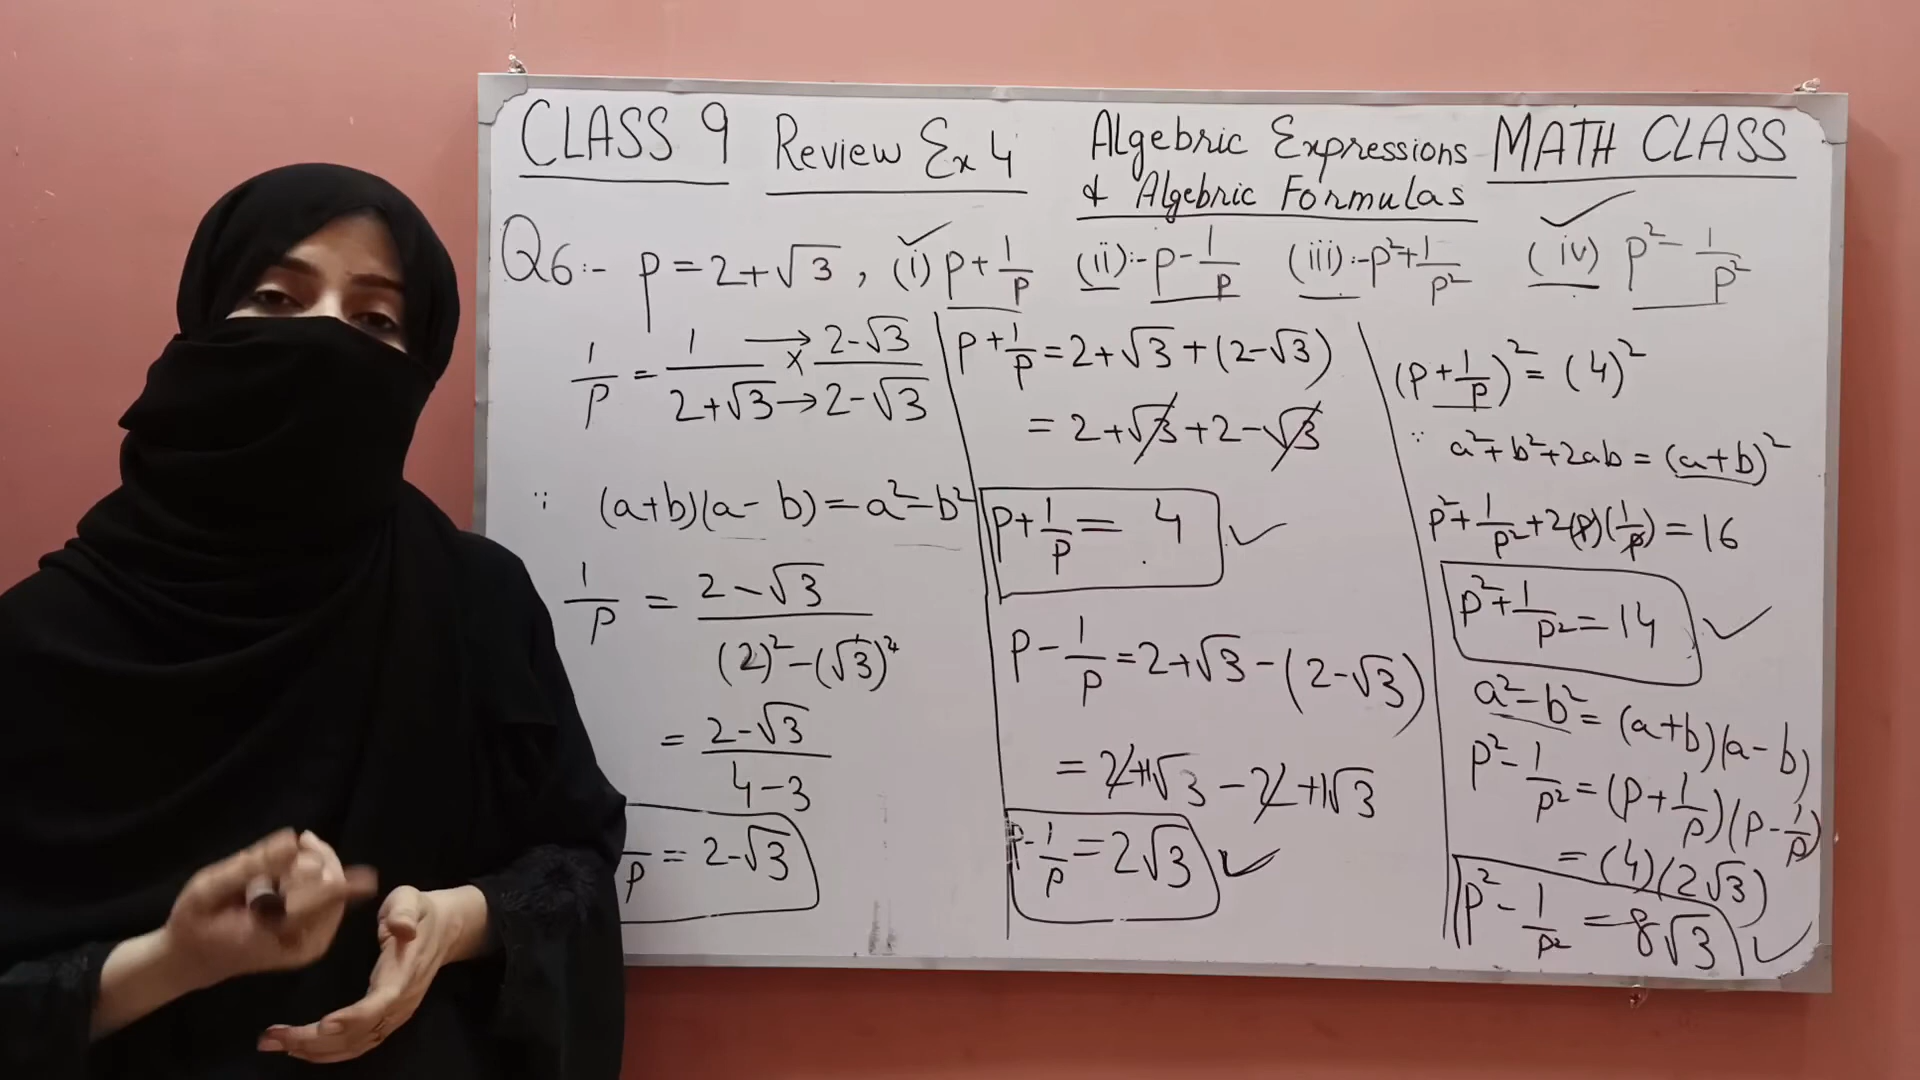 CLASS 9 Review Ex 4 Algebric Expressions MATH CLASS
& Algebric Formulas
Q6:- p = 2+√3, (i) p + 1/p (ii):- p - 1/p (iii):- p² + 1/p² (iv) p² - 1/p²
1/p = 1/(2+√3) × (2-√3)/(2-√3)
∵ (a+b)(a-b) = a² - b²
1/p = (2-√3)/((2)² - (√3)²)
= (2-√3)/(4-3)
/p = 2-√3
p + 1/p = 2+√3 + (2-√3)
= 2+√3+2-√3
p + 1/p = 4
p - 1/p = 2+√3 - (2-√3)
= 2+√3 - 2+√3
p - 1/p = 2√3
(p + 1/p)² = (4)²
∵ a²+b²+2ab = (a+b)²
p² + 1/p² + 2(p)(1/p) = 16
p² + 1/p² = 14
a² - b² = (a+b)(a-b)
p² - 1/p² = (p + 1/p)(p - 1/p)
= (4)(2√3)
p² - 1/p² = 8√3